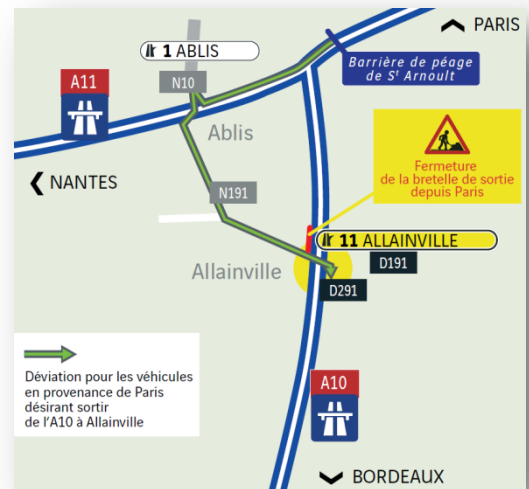 PARIS
1 ABLIS
Barrière de péage
de Sᵗ Arnoult
A11
N10
Ablis
Fermeture
de la bretelle de sortie
depuis Paris
NANTES
N191
11 ALLAINVILLE
D191
Allainville
D291
Déviation pour les véhicules
en provenance de Paris
désirant sortir
de l'A10 à Allainville
A10
BORDEAUX